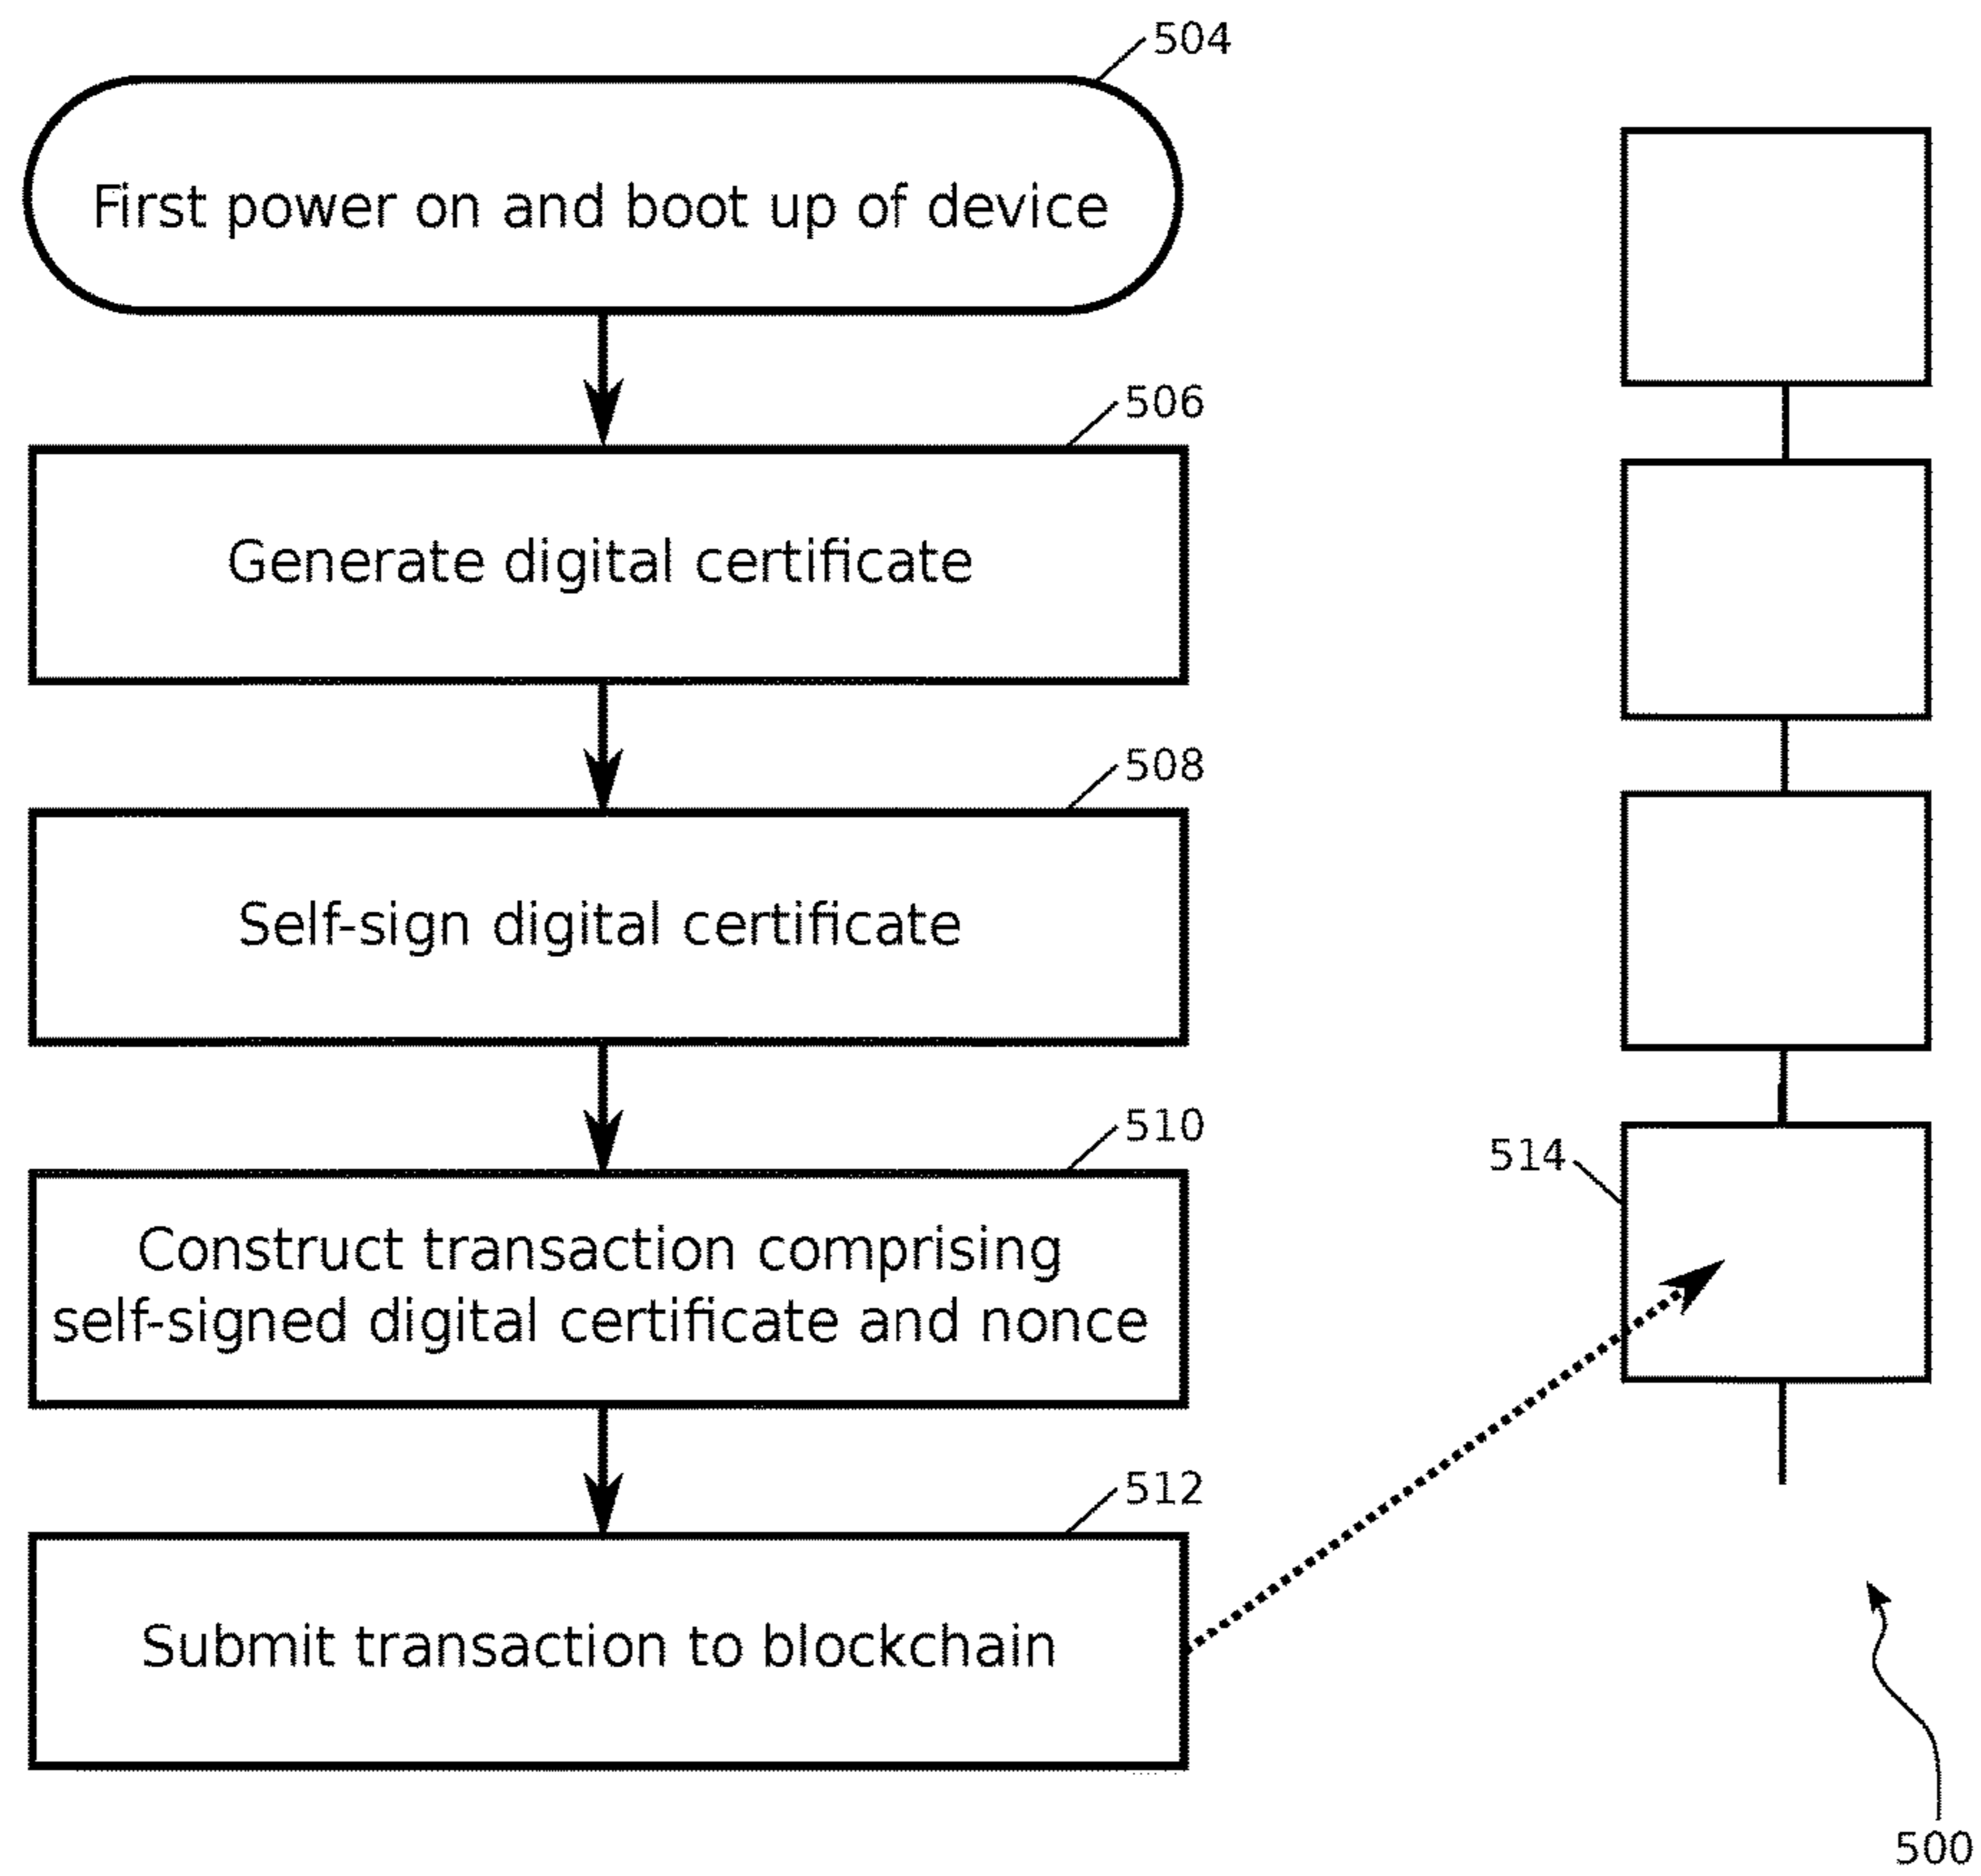 504
First power on and boot up of device
506
Generate digital certificate
508
Self-sign digital certificate
510
514
Construct transaction comprising
self-signed digital certificate and nonce
512
Submit transaction to blockchain
500